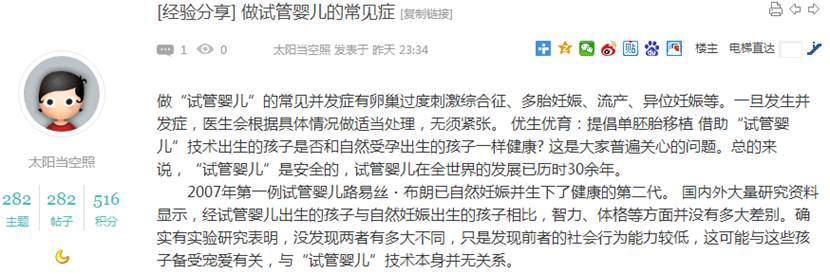 [经验分享] 做试管婴儿的常见症 [复制链接]
1 0 太阳当空照 发表于 昨天 23:34 贴 楼主 电梯直达
做“试管婴儿”的常见并发症有卵巢过度刺激综合征、多胎妊娠、流产、异位妊娠等。一旦发生并
发症，医生会根据具体情况做适当处理，无须紧张。 优生优育：提倡单胚胎移植 借助“试管婴
儿”技术出生的孩子是否和自然受孕出生的孩子一样健康? 这是大家普遍关心的问题。总的来
说，“试管婴儿”是安全的，试管婴儿在全世界的发展已历时30余年。
2007年第一例试管婴儿路易丝·布朗已自然妊娠并生下了健康的第二代。 国内外大量研究资料
显示，经试管婴儿出生的孩子与自然妊娠出生的孩子相比，智力、体格等方面并没有多大差别。确
实有实验研究表明，没发现两者有多大不同，只是发现前者的社会行为能力较低，这可能与这些孩
子备受宠爱有关，与“试管婴儿”技术本身并无关系。
太阳当空照
282 282 516
主题 帖子 积分